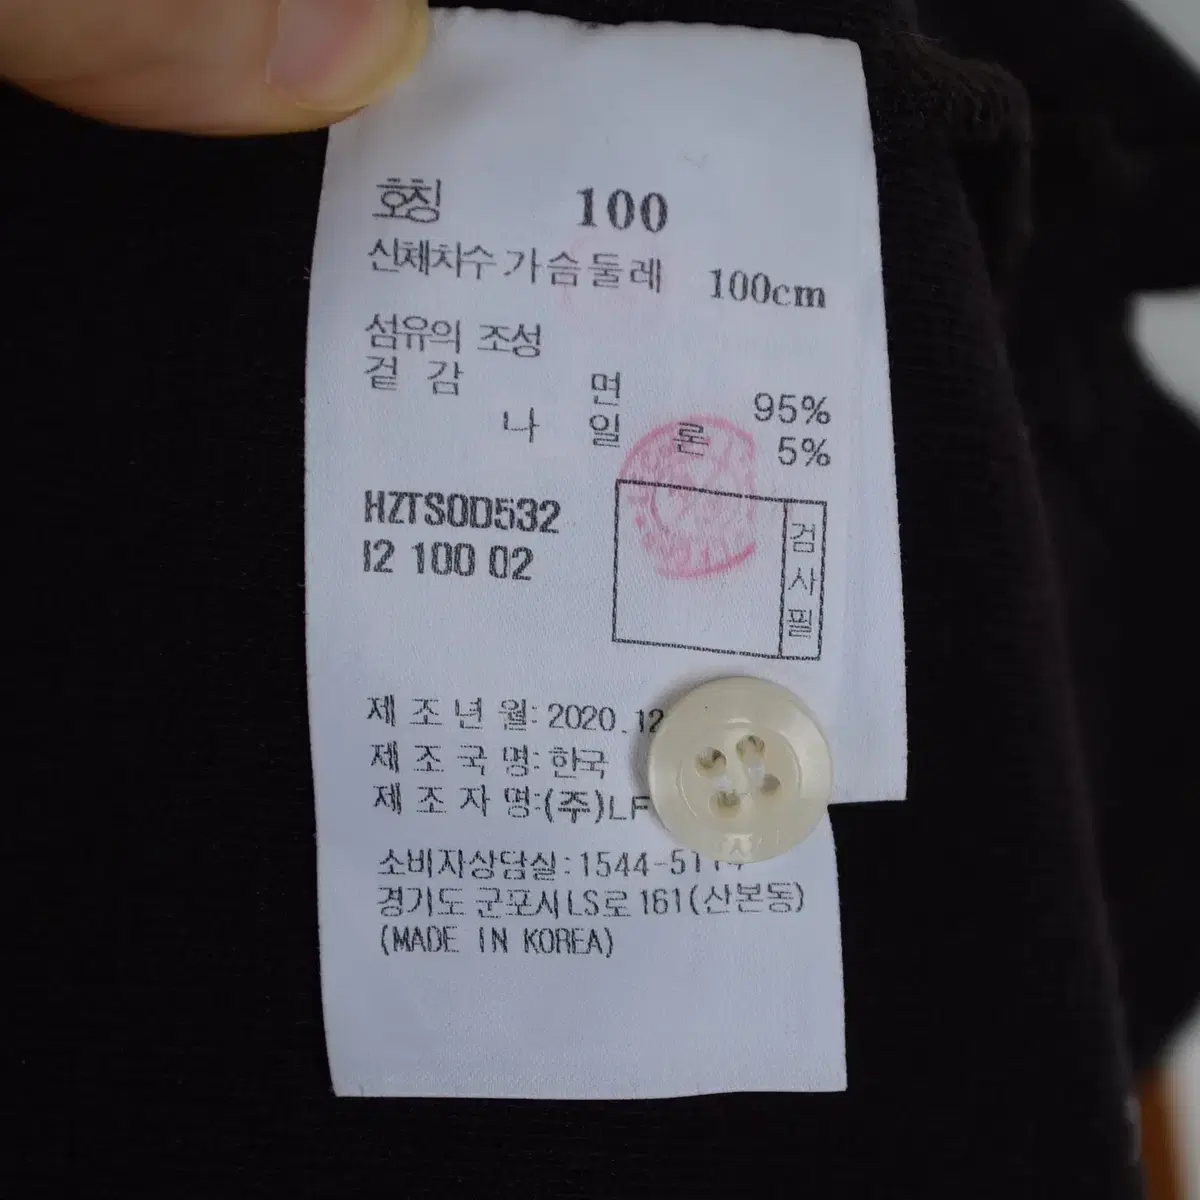 호칭 100
신체치수 가슴둘레 100cm
섬유의 조성
겉 감 면 95%
나 일 론 5%
HZTS0D532
I2 100 02
검사필
제 조 년 월: 2020.12
제 조 국 명: 한국
제 조 자 명: (주)LF
소비자상담실: 1544-5114
경기도 군포시 LS로 161(산본동)
(MADE IN KOREA)